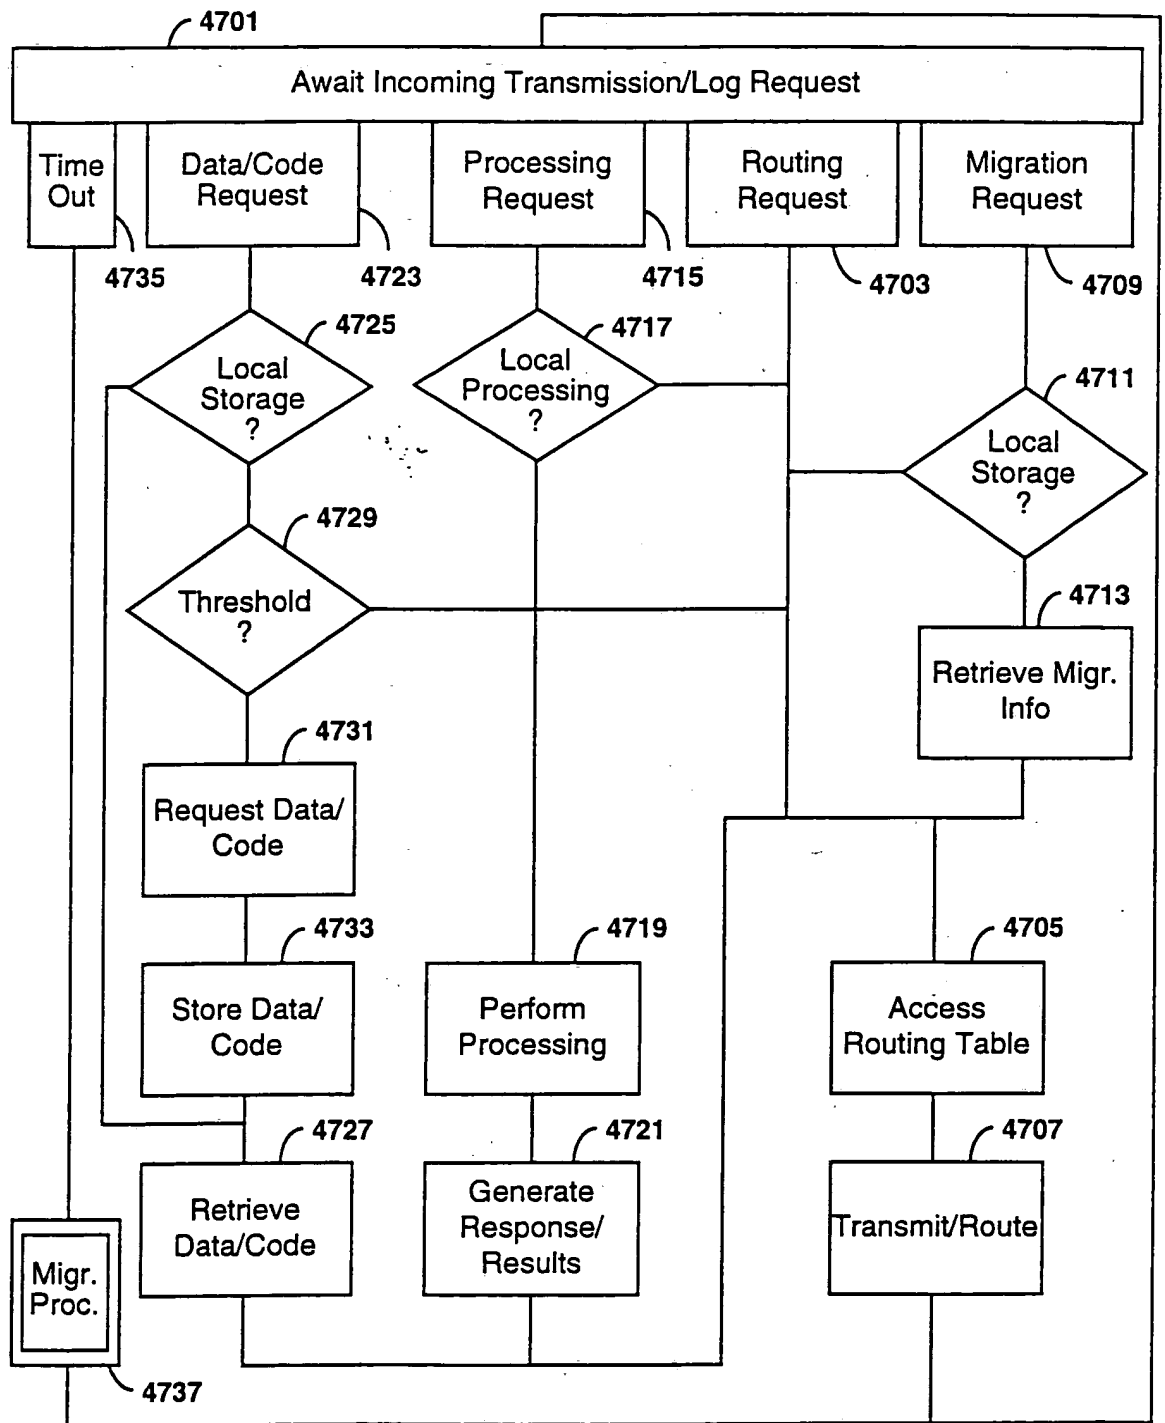 4701
Await Incoming Transmission/Log Request
Time
Out
Data/Code
Request
Processing
Request
Routing
Request
Migration
Request
4735
4723
4715
4703
4709
4725
Local
Storage
?
4717
Local
Processing
?
4711
Local
Storage
?
4729
Threshold
?
4713
Retrieve Migr.
Info
4731
Request Data/
Code
4733
Store Data/
Code
4719
Perform
Processing
4705
Access
Routing Table
4727
Retrieve
Data/Code
4721
Generate
Response/
Results
4707
Transmit/Route
Migr.
Proc.
4737